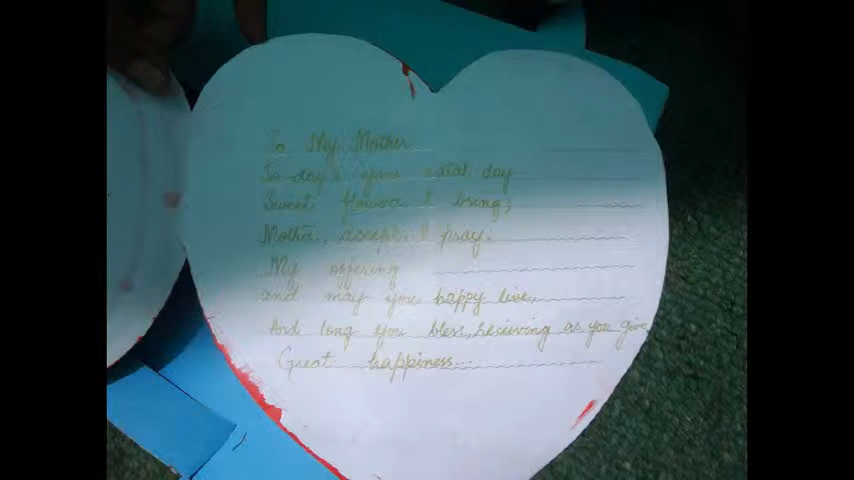 To My Mother
To-day's your natal day
Sweet flowers I bring;
Mother, accept I pray!
My offering
and may you happy live,
And long you bless, Receiving as you give
Great happiness...